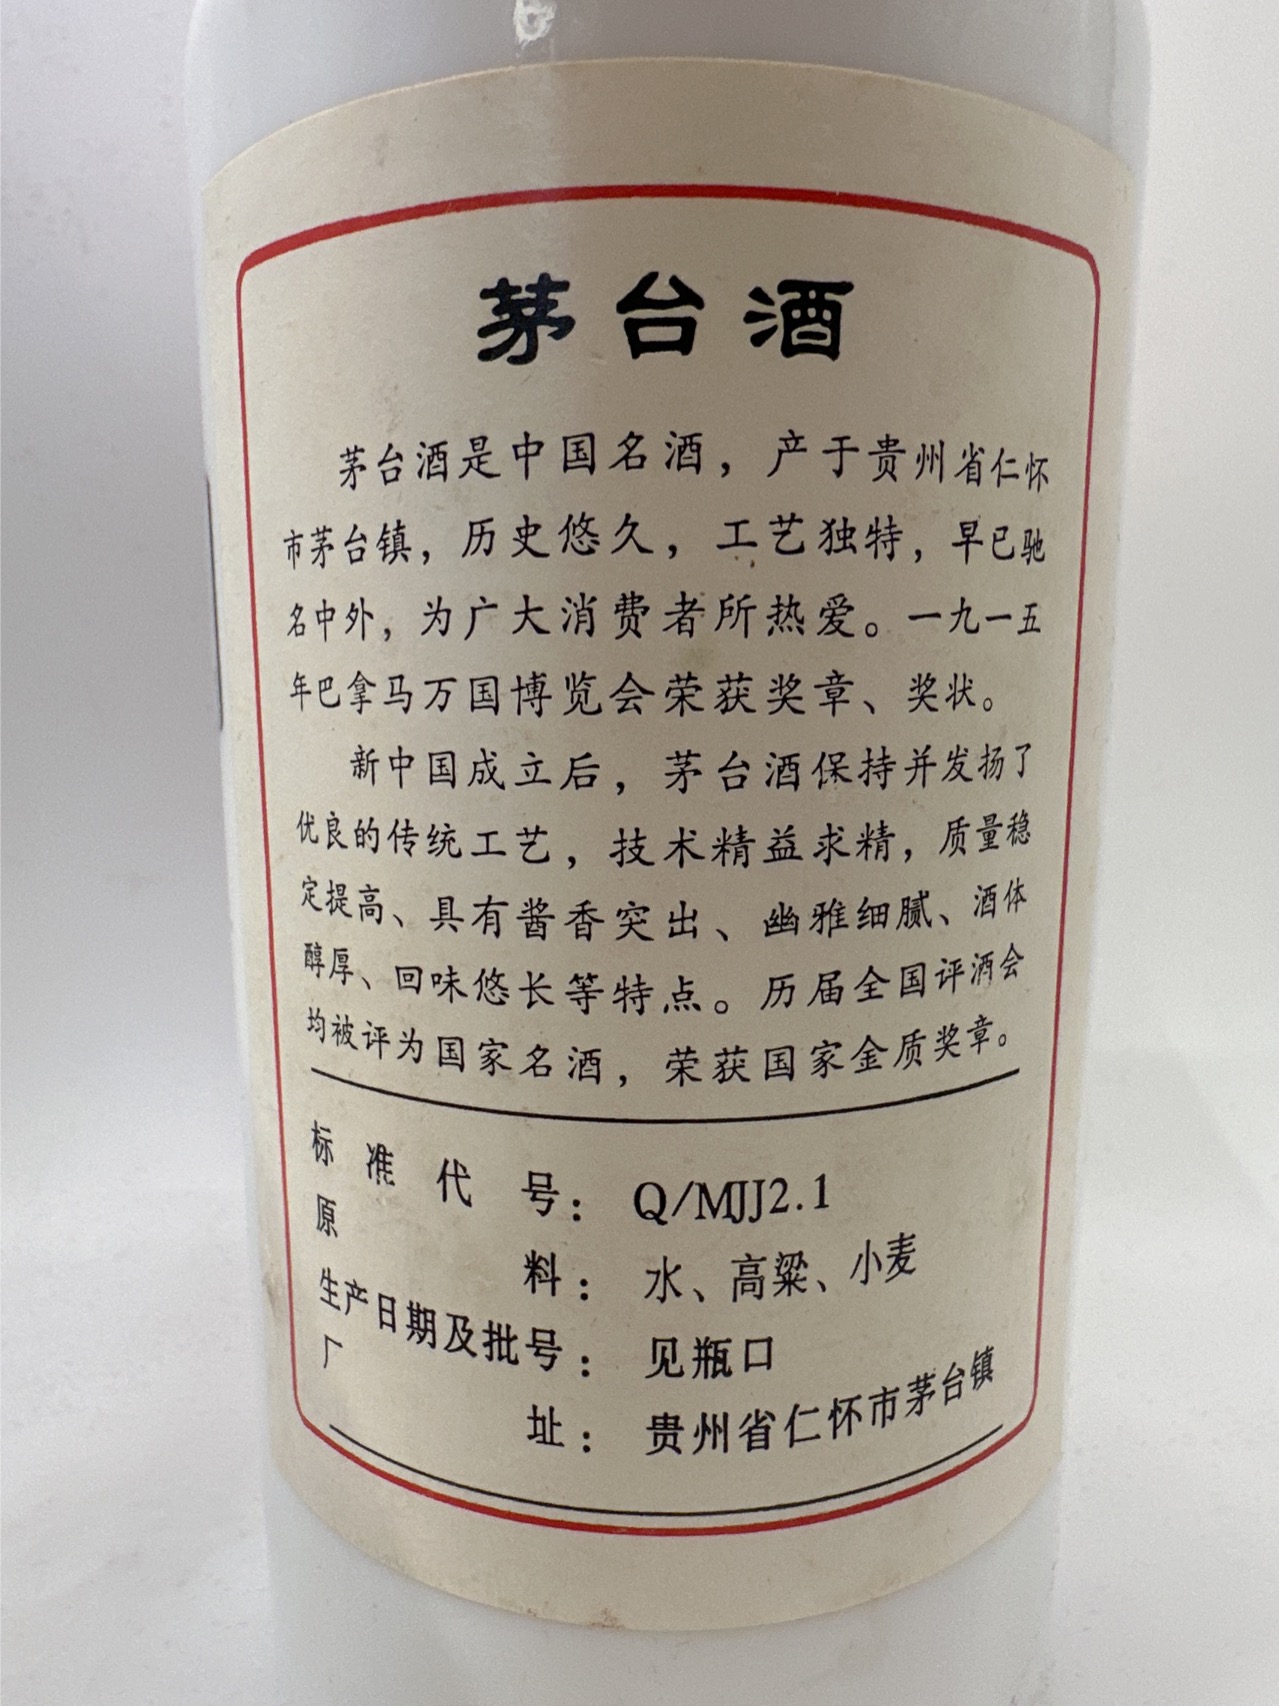 茅台酒
茅台酒是中国名酒，产于贵州省仁怀
市茅台镇，历史悠久，工艺独特，早已驰
名中外，为广大消费者所热爱。一九一五
年巴拿马万国博览会荣获奖章、奖状。
新中国成立后，茅台酒保持并发扬了
优良的传统工艺，技术精益求精，质量稳
定提高、具有酱香突出、幽雅细腻、酒体
醇厚、回味悠长等特点。历届全国评酒会
均被评为国家名酒，荣获国家金质奖章。
标准代号：Q/MJJ2.1
原料：水、高粱、小麦
生产日期及批号：见瓶口
厂址：贵州省仁怀市茅台镇